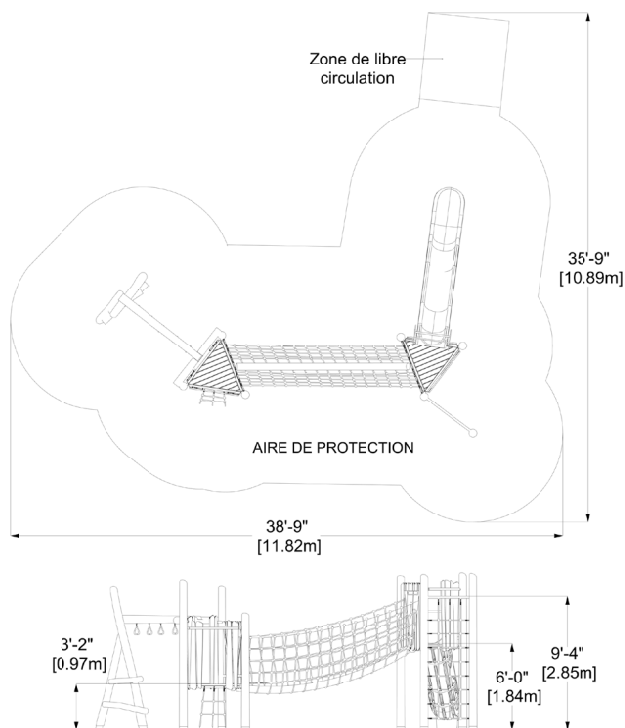 Zone de libre
circulation
35'-9"
[10.89m]
AIRE DE PROTECTION
38'-9"
[11.82m]
3'-2"
[0.97m]
9'-4"
[2.85m]
6'-0"
[1.84m]